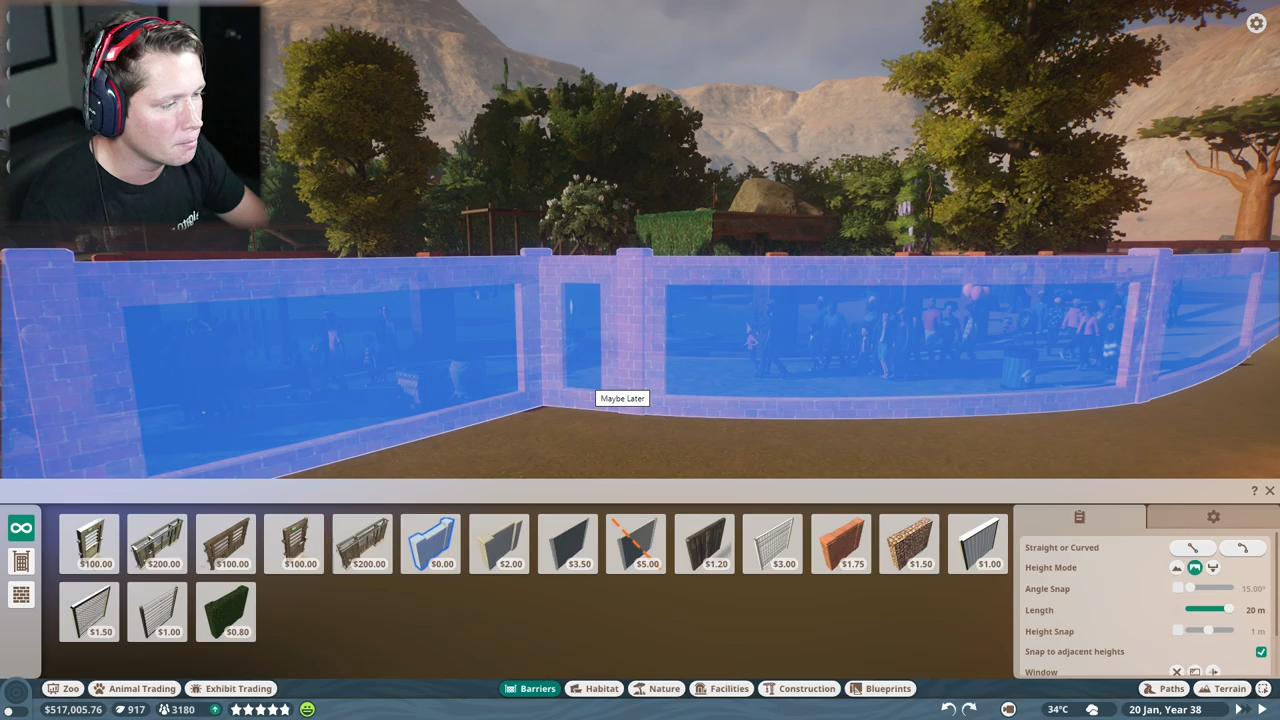 Maybe Later
?
$100.00
$200.00
$100.00
$100.00
$200.00
$0.00
$2.00
$3.50
$5.00
$1.20
$3.00
$1.75
$1.50
$1.00
$1.50
$1.00
$0.80
Straight or Curved
Height Mode
Angle Snap 15.00°
Length 20 m
Height Snap 1 m
Snap to adjacent heights
Window
Zoo Animal Trading Exhibit Trading Barriers Habitat Nature Facilities Construction Blueprints Paths Terrain
$517,005.76 917 3180 34°C 20 Jan, Year 38